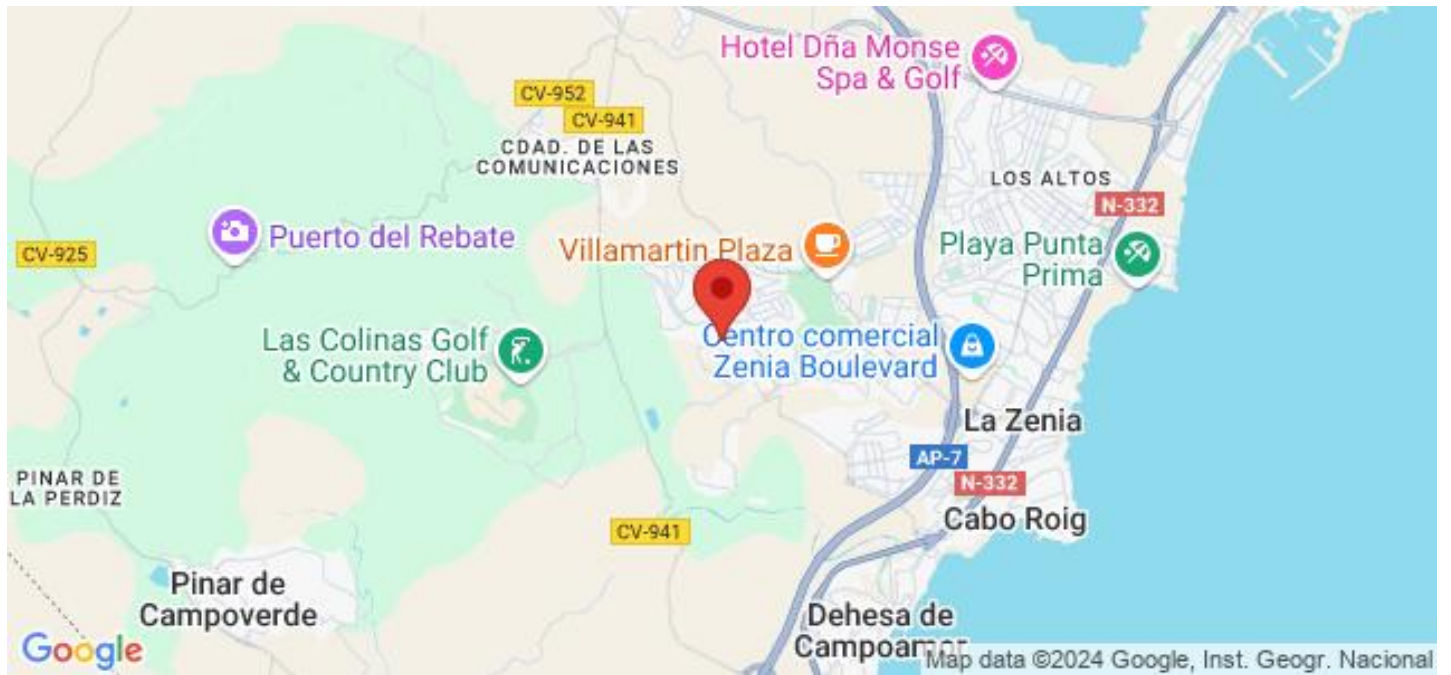 Hotel Dña Monse
Spa & Golf
CV-952
CV-941
CDAD. DE LAS
COMUNICACIONES
LOS ALTOS
N-332
Puerto del Rebate
Villamartin Plaza
Playa Punta
Prima
CV-925
Las Colinas Golf
& Country Club
Centro comercial
Zenia Boulevard
La Zenia
AP-7
PINAR DE
LA PERDIZ
N-332
Cabo Roig
CV-941
Pinar de
Campoverde
Dehesa de
Campoamor
Google
Map data ©2024 Google, Inst. Geogr. Nacional